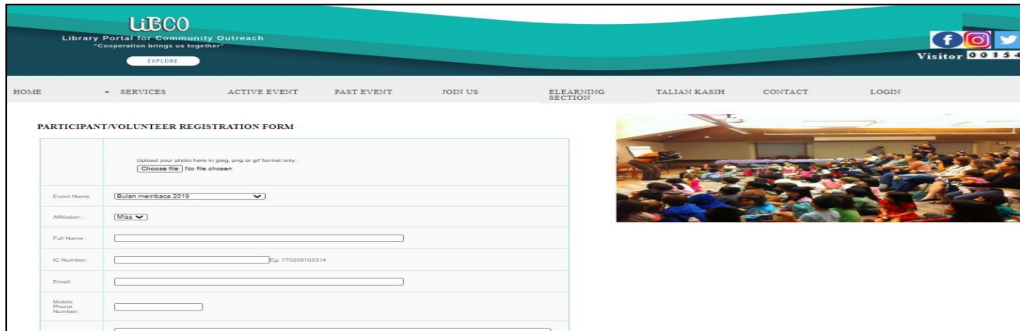 LiBCO
Library Portal for Community Outreach
"Cooperation brings us together"
EXPLORE
Visitor 00154
HOME
SERVICES
ACTIVE EVENT
PAST EVENT
JOIN US
ELEARNING SECTION
TALIAN KASIH
CONTACT
LOGIN
PARTICIPANT/VOLUNTEER REGISTRATION FORM
Upload your photo here in jpeg, png or gif format only:
Choose file No file chosen
Event Name: Bulan membaca 2019
Affiliation : Miss
Full Name :
IC Number: Eg: 770205102314
Email:
Mobile
Phone
Number: